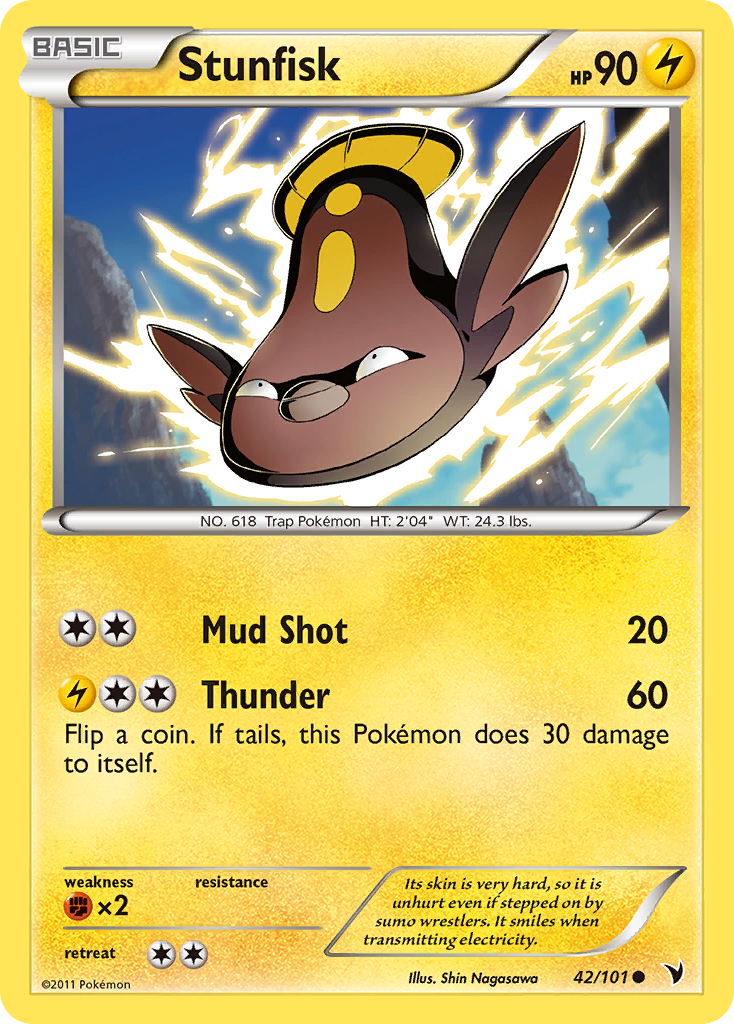 BASIC
Stunfisk
HP 90
NO. 618 Trap Pokémon HT: 2'04" WT: 24.3 lbs.
Mud Shot 20
Thunder 60
Flip a coin. If tails, this Pokémon does 30 damage
to itself.
weakness resistance
×2
retreat
Its skin is very hard, so it is
unhurt even if stepped on by
sumo wrestlers. It smiles when
transmitting electricity.
©2011 Pokémon
Illus. Shin Nagasawa 42/101